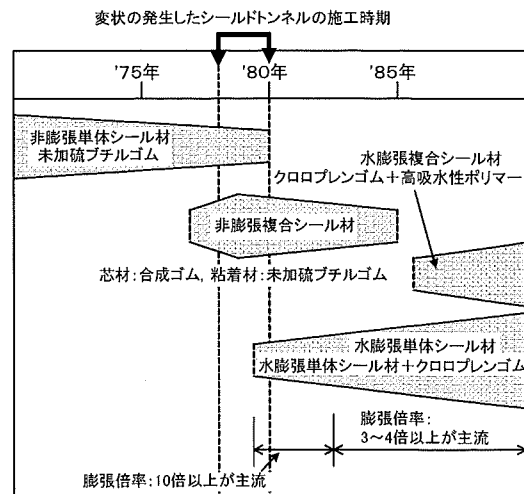 変状の発生したシールドトンネルの施工時期
'75年
'80年
'85年
非膨張単体シール材
未加硫ブチルゴム
水膨張複合シール材
クロロプレンゴム＋高吸水性ポリマー
非膨張複合シール材
芯材：合成ゴム，粘着材：未加硫ブチルゴム
水膨張単体シール材
水膨張単体シール材＋クロロプレンゴム
膨張倍率：
3～4倍以上が主流
膨張倍率：10倍以上が主流